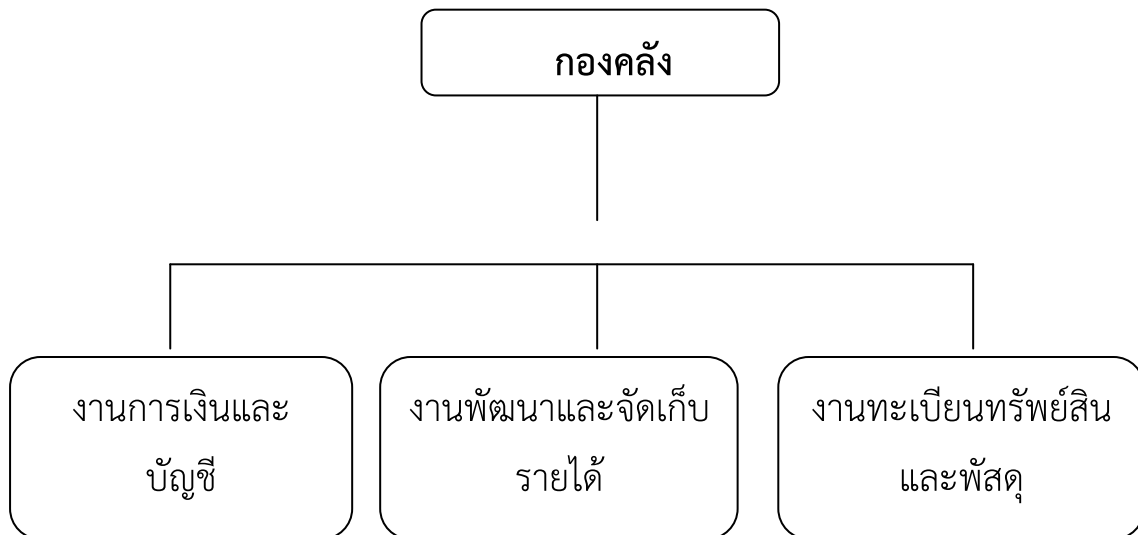 กองคลัง
งานการเงินและ
บัญชี
งานพัฒนาและจัดเก็บ
รายได้
งานทะเบียนทรัพย์สิน
และพัสดุ